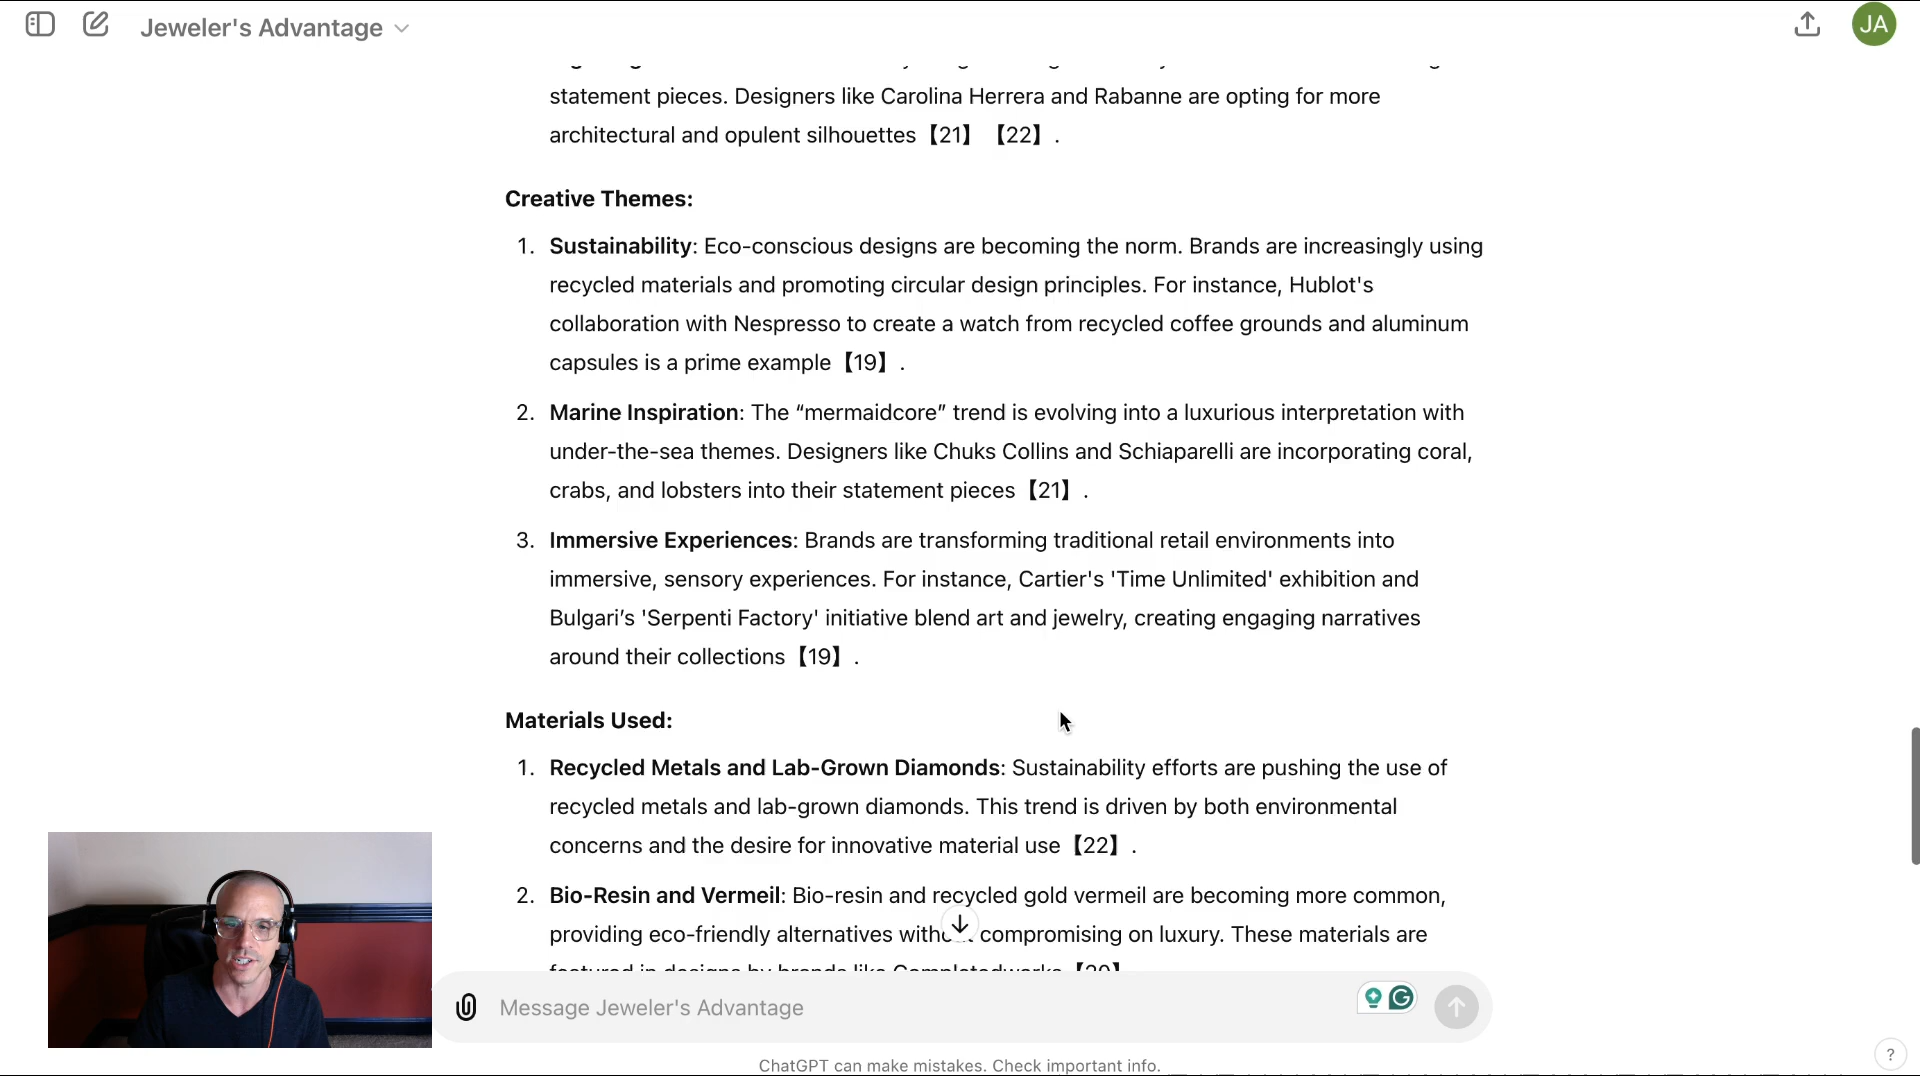 Jeweler's Advantage
JA
statement pieces. Designers like Carolina Herrera and Rabanne are opting for more
architectural and opulent silhouettes【21】【22】.
Creative Themes:
1. Sustainability: Eco-conscious designs are becoming the norm. Brands are increasingly using
recycled materials and promoting circular design principles. For instance, Hublot's
collaboration with Nespresso to create a watch from recycled coffee grounds and aluminum
capsules is a prime example【19】.
2. Marine Inspiration: The “mermaidcore” trend is evolving into a luxurious interpretation with
under-the-sea themes. Designers like Chuks Collins and Schiaparelli are incorporating coral,
crabs, and lobsters into their statement pieces【21】.
3. Immersive Experiences: Brands are transforming traditional retail environments into
immersive, sensory experiences. For instance, Cartier's 'Time Unlimited' exhibition and
Bulgari’s 'Serpenti Factory' initiative blend art and jewelry, creating engaging narratives
around their collections【19】.
Materials Used:
1. Recycled Metals and Lab-Grown Diamonds: Sustainability efforts are pushing the use of
recycled metals and lab-grown diamonds. This trend is driven by both environmental
concerns and the desire for innovative material use【22】.
2. Bio-Resin and Vermeil: Bio-resin and recycled gold vermeil are becoming more common,
providing eco-friendly alternatives without compromising on luxury. These materials are
featured in designs by brands like Completedworks【20】
Message Jeweler's Advantage
ChatGPT can make mistakes. Check important info.
?